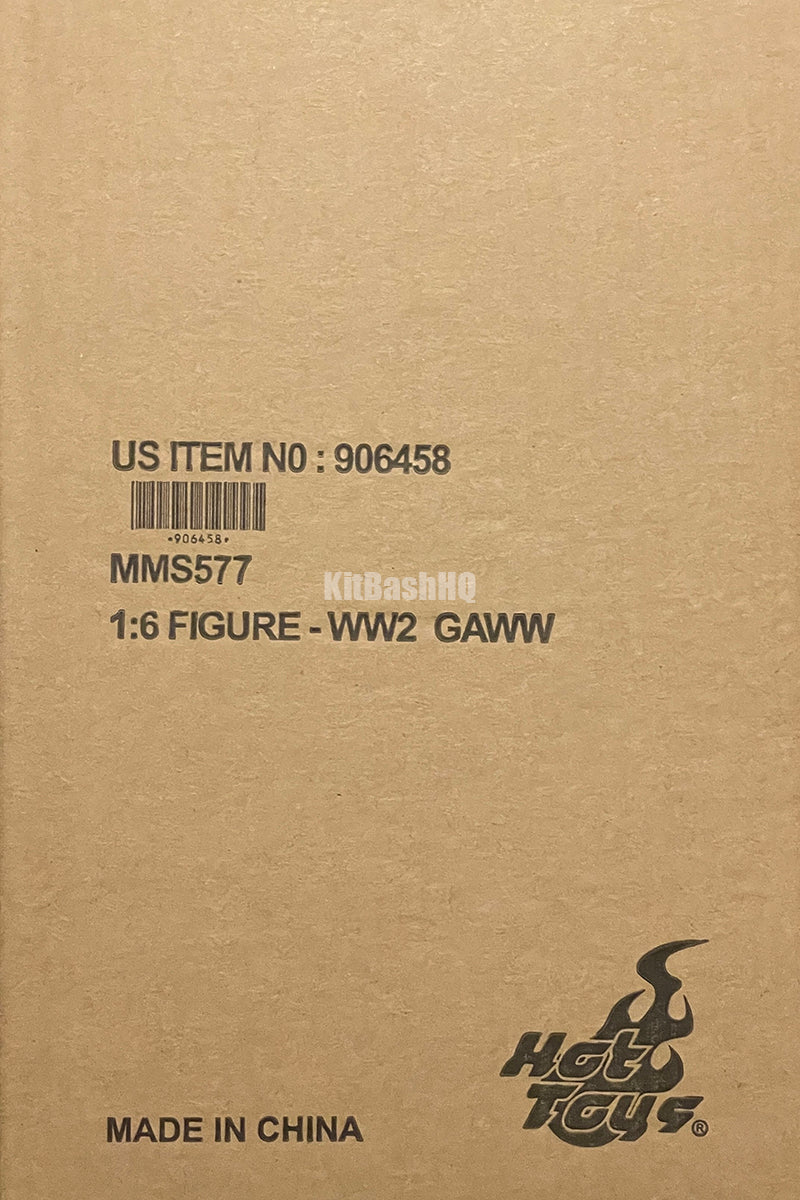 US ITEM N0 : 906458
*906458*
MMS577
KitBashHQ
1:6 FIGURE - WW2 GAWW
Hot
Toys®
MADE IN CHINA